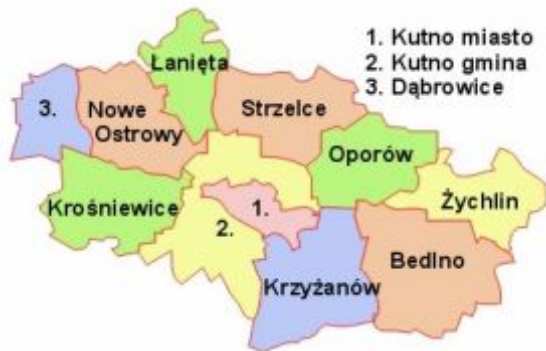 1. Kutno miasto
2. Kutno gmina
3. Dąbrowice
Łanięta
3.
Nowe
Ostrowy
Strzelce
Oporów
Krośniewice
1.
Żychlin
2.
Bedlno
Krzyżanów